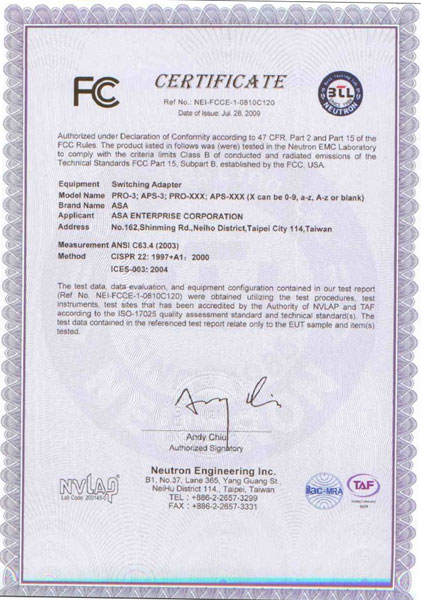 FC
CERTIFICATE
Ref No.: NEI-FCCE-1-0810C120
Date of Issue: Jul. 28, 2009
NEUTRON
Authorized under Declaration of Conformity according to 47 CFR, Part 2 and Part 15 of the
FCC Rules. The product listed in follows was (were) tested in the Neutron EMC Laboratory
to comply with the criteria limits Class B of conducted and radiated emissions of the
Technical Standards FCC Part 15, Subpart B, established by the FCC, USA.
Equipment Switching Adapter
Model Name PRO-3; APS-3; PRO-XXX; APS-XXX (X can be 0-9, a-z, A-z or blank)
Brand Name ASA
Applicant ASA ENTERPRISE CORPORATION
Address No.162,Shinming Rd.,Neiho District,Taipei City 114,Taiwan
Measurement ANSI C63.4 (2003)
Method CISPR 22: 1997+A1: 2000
ICES-003: 2004
The test data, data evaluation, and equipment configuration contained in our test report
(Ref No. NEI-FCCE-1-0810C120) were obtained utilizing the test procedures, test
instruments, test sites that has been accredited by the Authority of NVLAP and TAF
according to the ISO-17025 quality assessment standard and technical standard(s). The
test data contained in the referenced test report relate only to the EUT sample and item(s)
tested.
Andy Chiu
Authorized Signatory
Neutron Engineering Inc.
B1, No.37, Lane 365, Yang Guang St.,
NeiHu District 114., Taipei, Taiwan
TEL : +886-2-2657-3299
FAX : +886-2-2657-3331
NVLAP
ilac-MRA
TAF